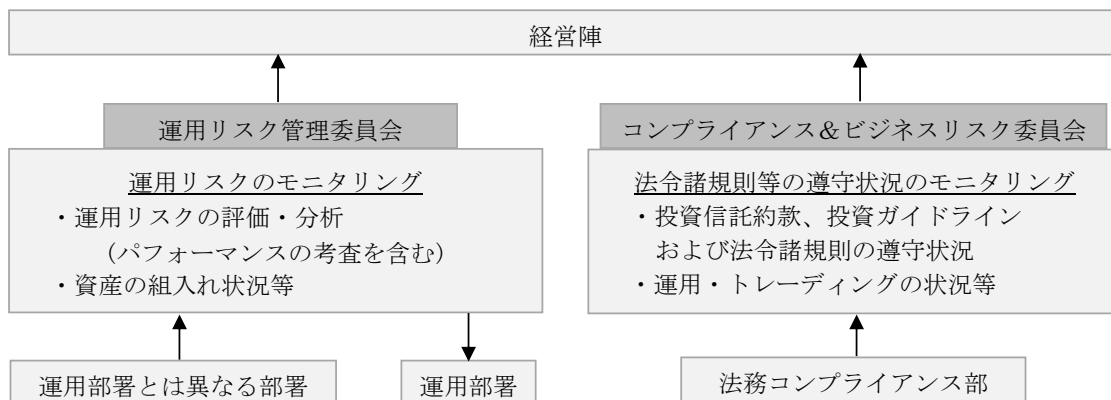 経営陣
運用リスク管理委員会
運用リスクのモニタリング
・運用リスクの評価・分析
（パフォーマンスの考査を含む）
・資産の組入れ状況等
運用部署とは異なる部署
運用部署
コンプライアンス＆ビジネスリスク委員会
法令諸規則等の遵守状況のモニタリング
・投資信託約款、投資ガイドライン
および法令諸規則の遵守状況
・運用・トレーディングの状況等
法務コンプライアンス部